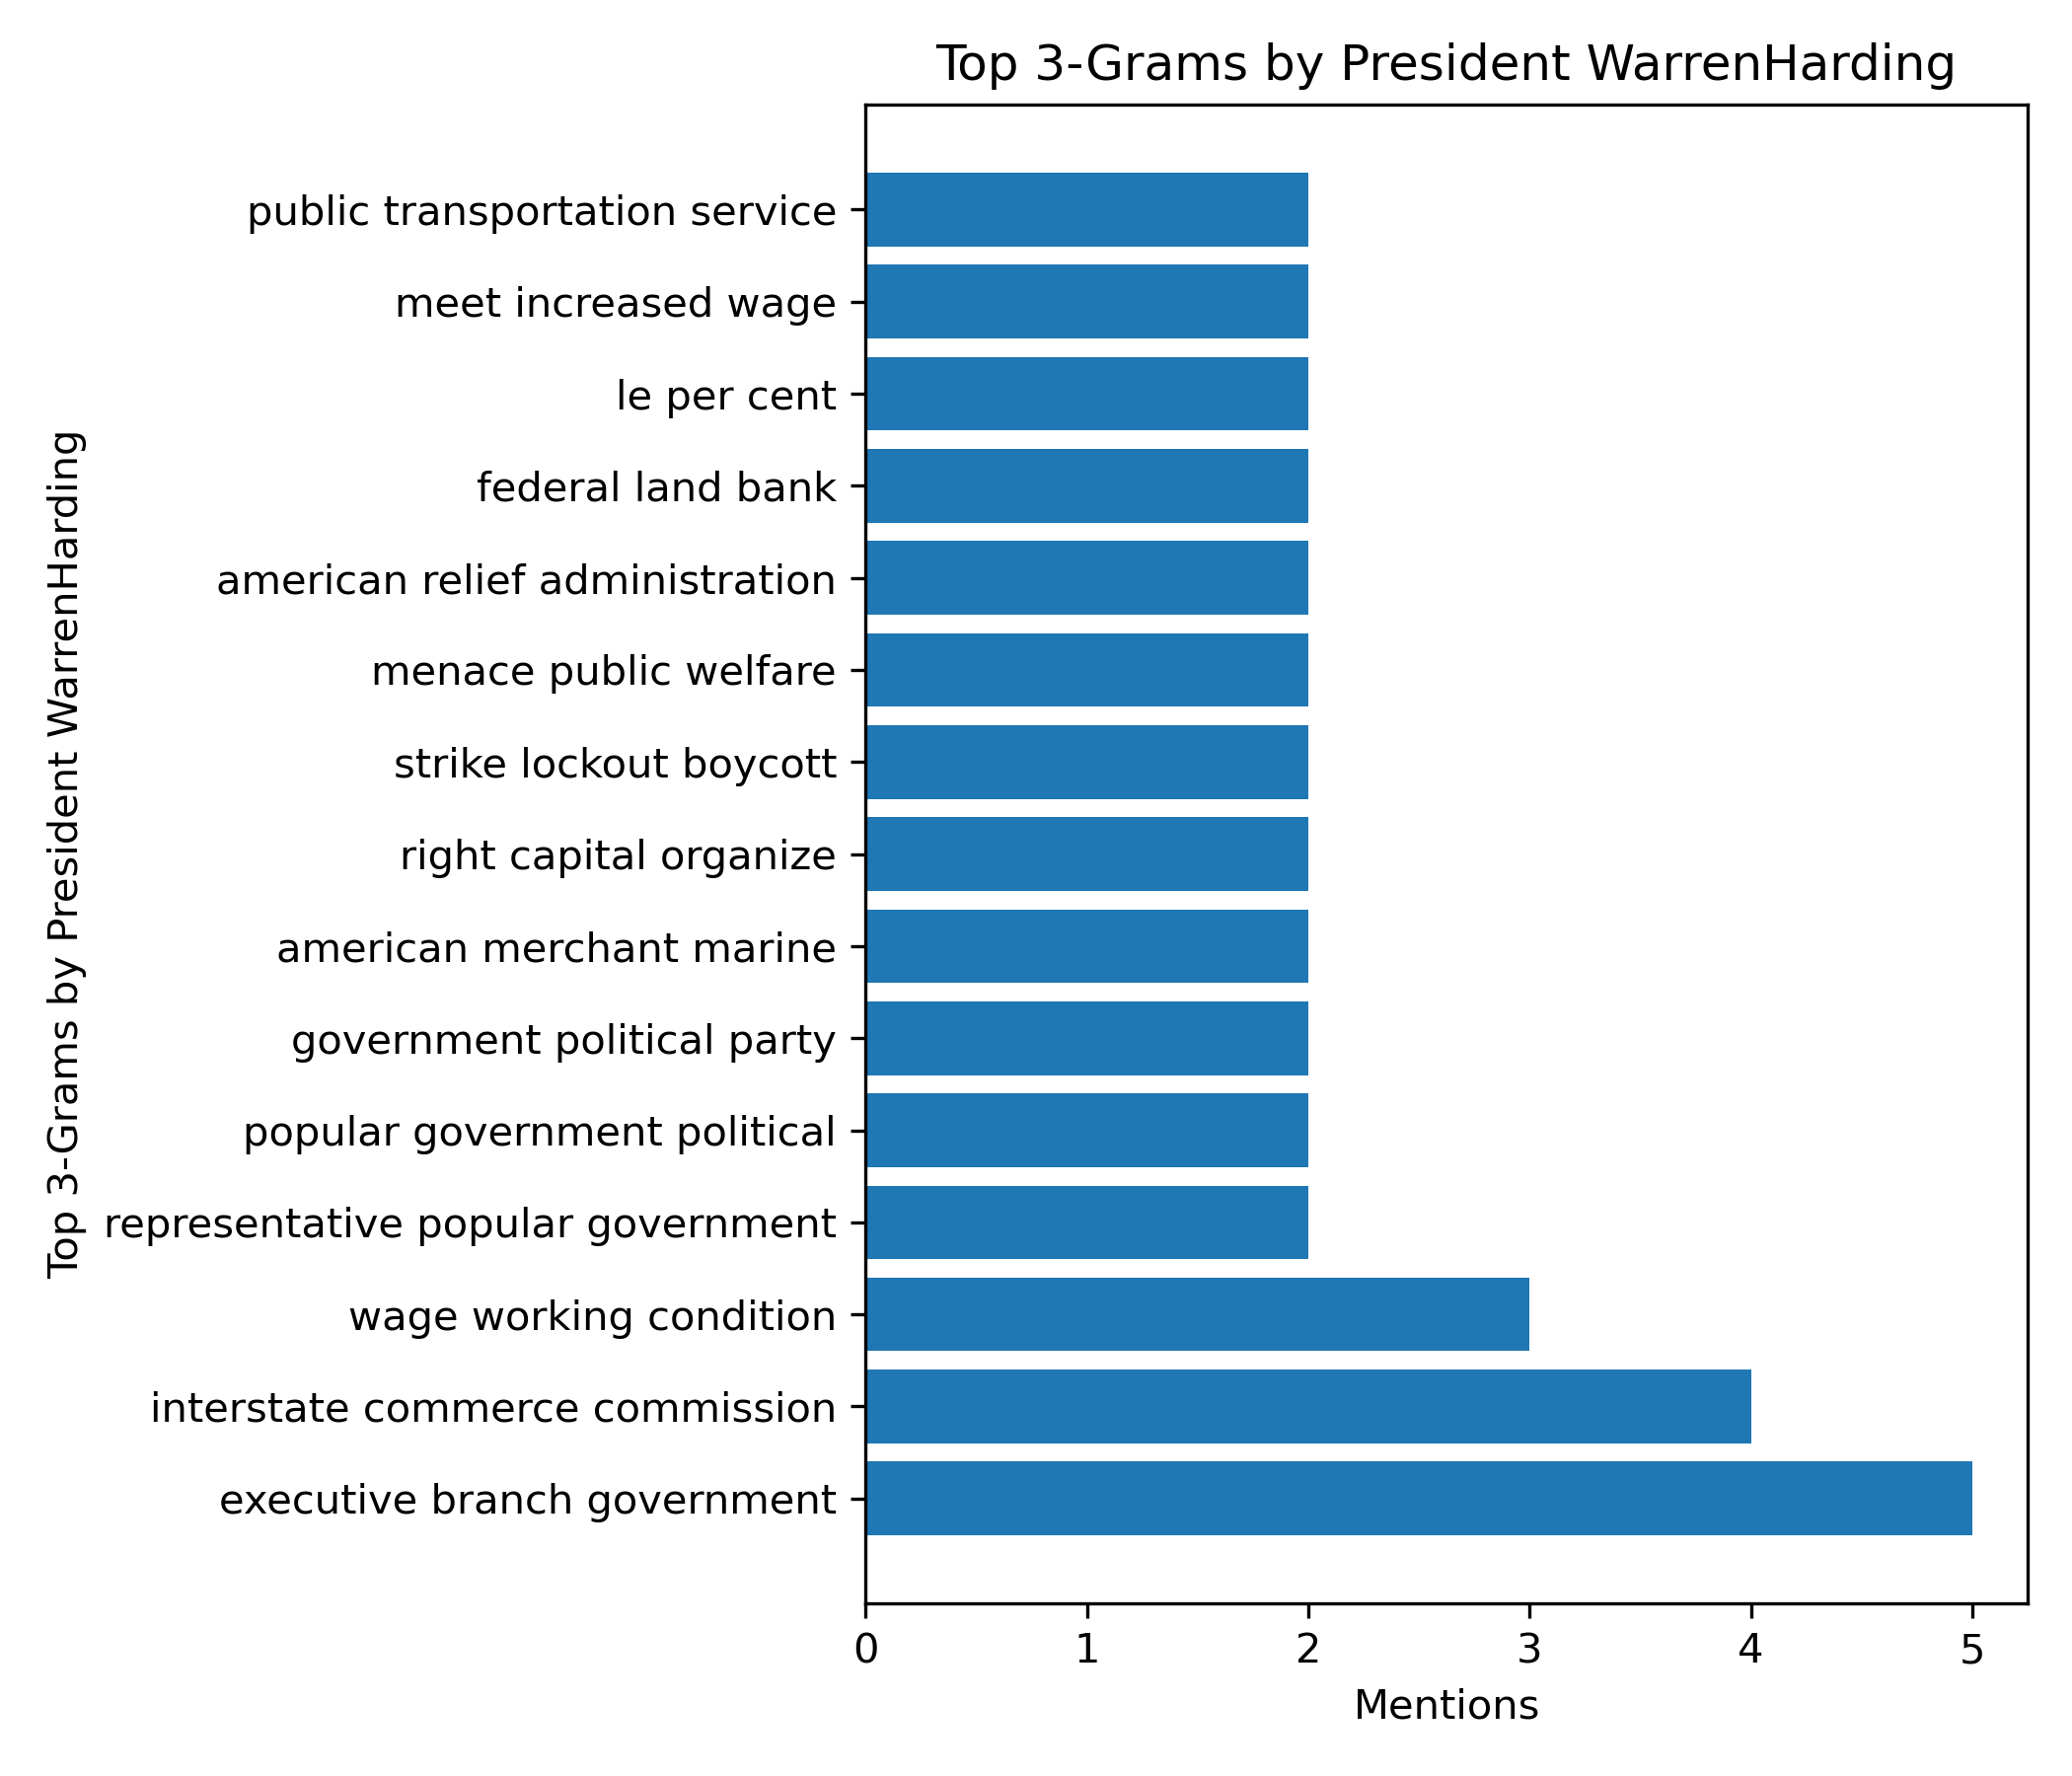 Top 3-Grams by President WarrenHarding
Top 3-Grams by President WarrenHarding
public transportation service
meet increased wage
le per cent
federal land bank
american relief administration
menace public welfare
strike lockout boycott
right capital organize
american merchant marine
government political party
popular government political
representative popular government
wage working condition
interstate commerce commission
executive branch government
0 1 2 3 4 5
Mentions